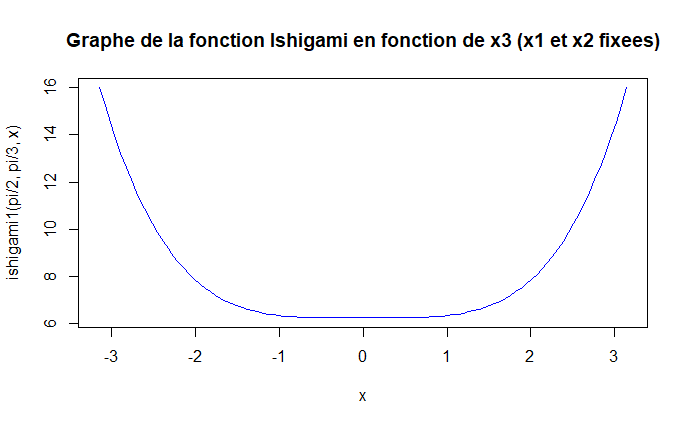 Graphe de la fonction Ishigami en fonction de x3 (x1 et x2 fixees)
ishigami1(pi/2, pi/3, x)
16
14
12
10
8
6
-3 -2 -1 0 1 2 3
x